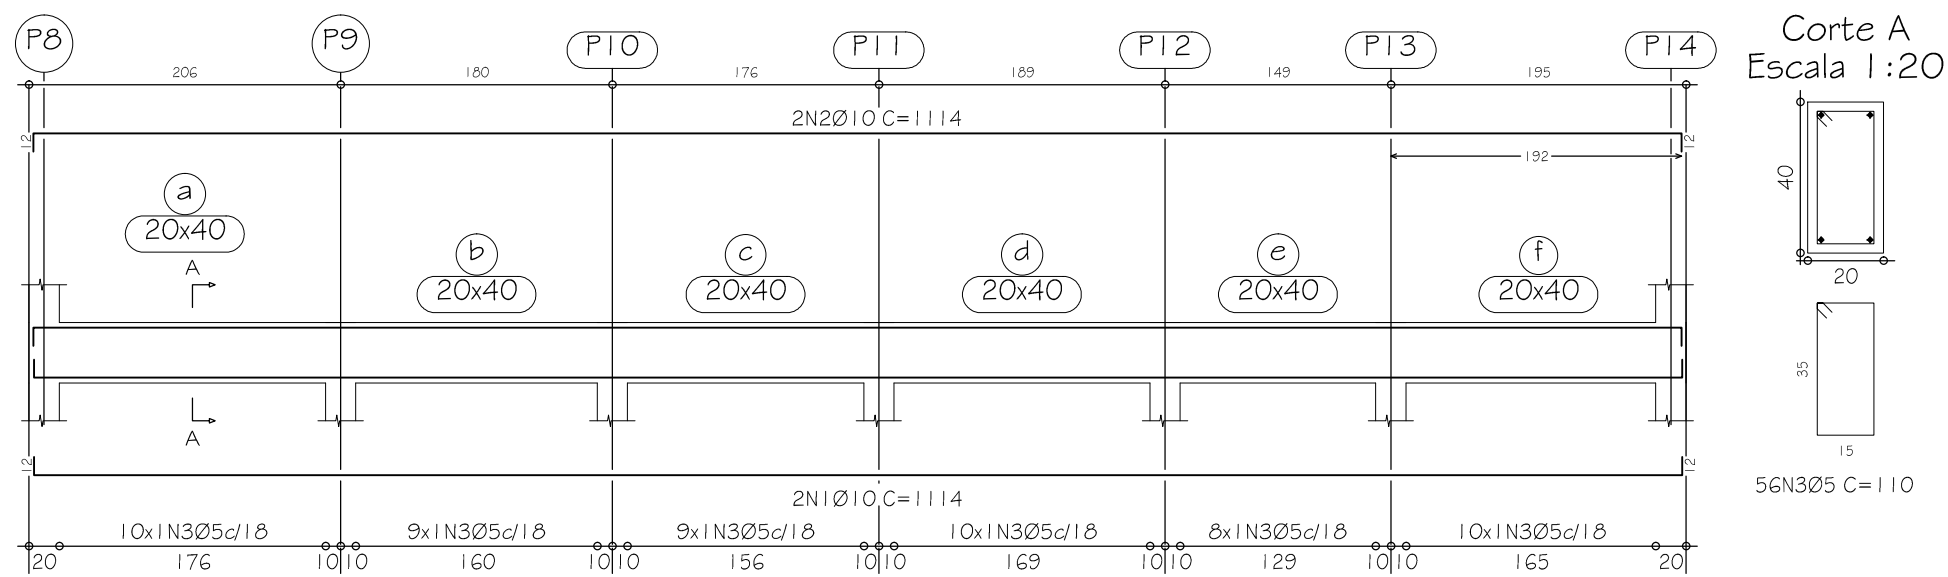 P8 P9 P10 P11 P12 P13 P14
Corte A
Escala 1:20
206 180 176 189 149 195
2N2Ø10 C=1114
12 12
192
a
20x40
b
20x40
c
20x40
d
20x40
e
20x40
f
20x40
A
A
40
20
35
15
56N3Ø5 C=110
12 12
2N1Ø10 C=1114
10x1N3Ø5c/18 9x1N3Ø5c/18 9x1N3Ø5c/18 10x1N3Ø5c/18 8x1N3Ø5c/18 10x1N3Ø5c/18
20 176 10 10 160 10 10 156 10 10 169 10 10 129 10 10 165 20